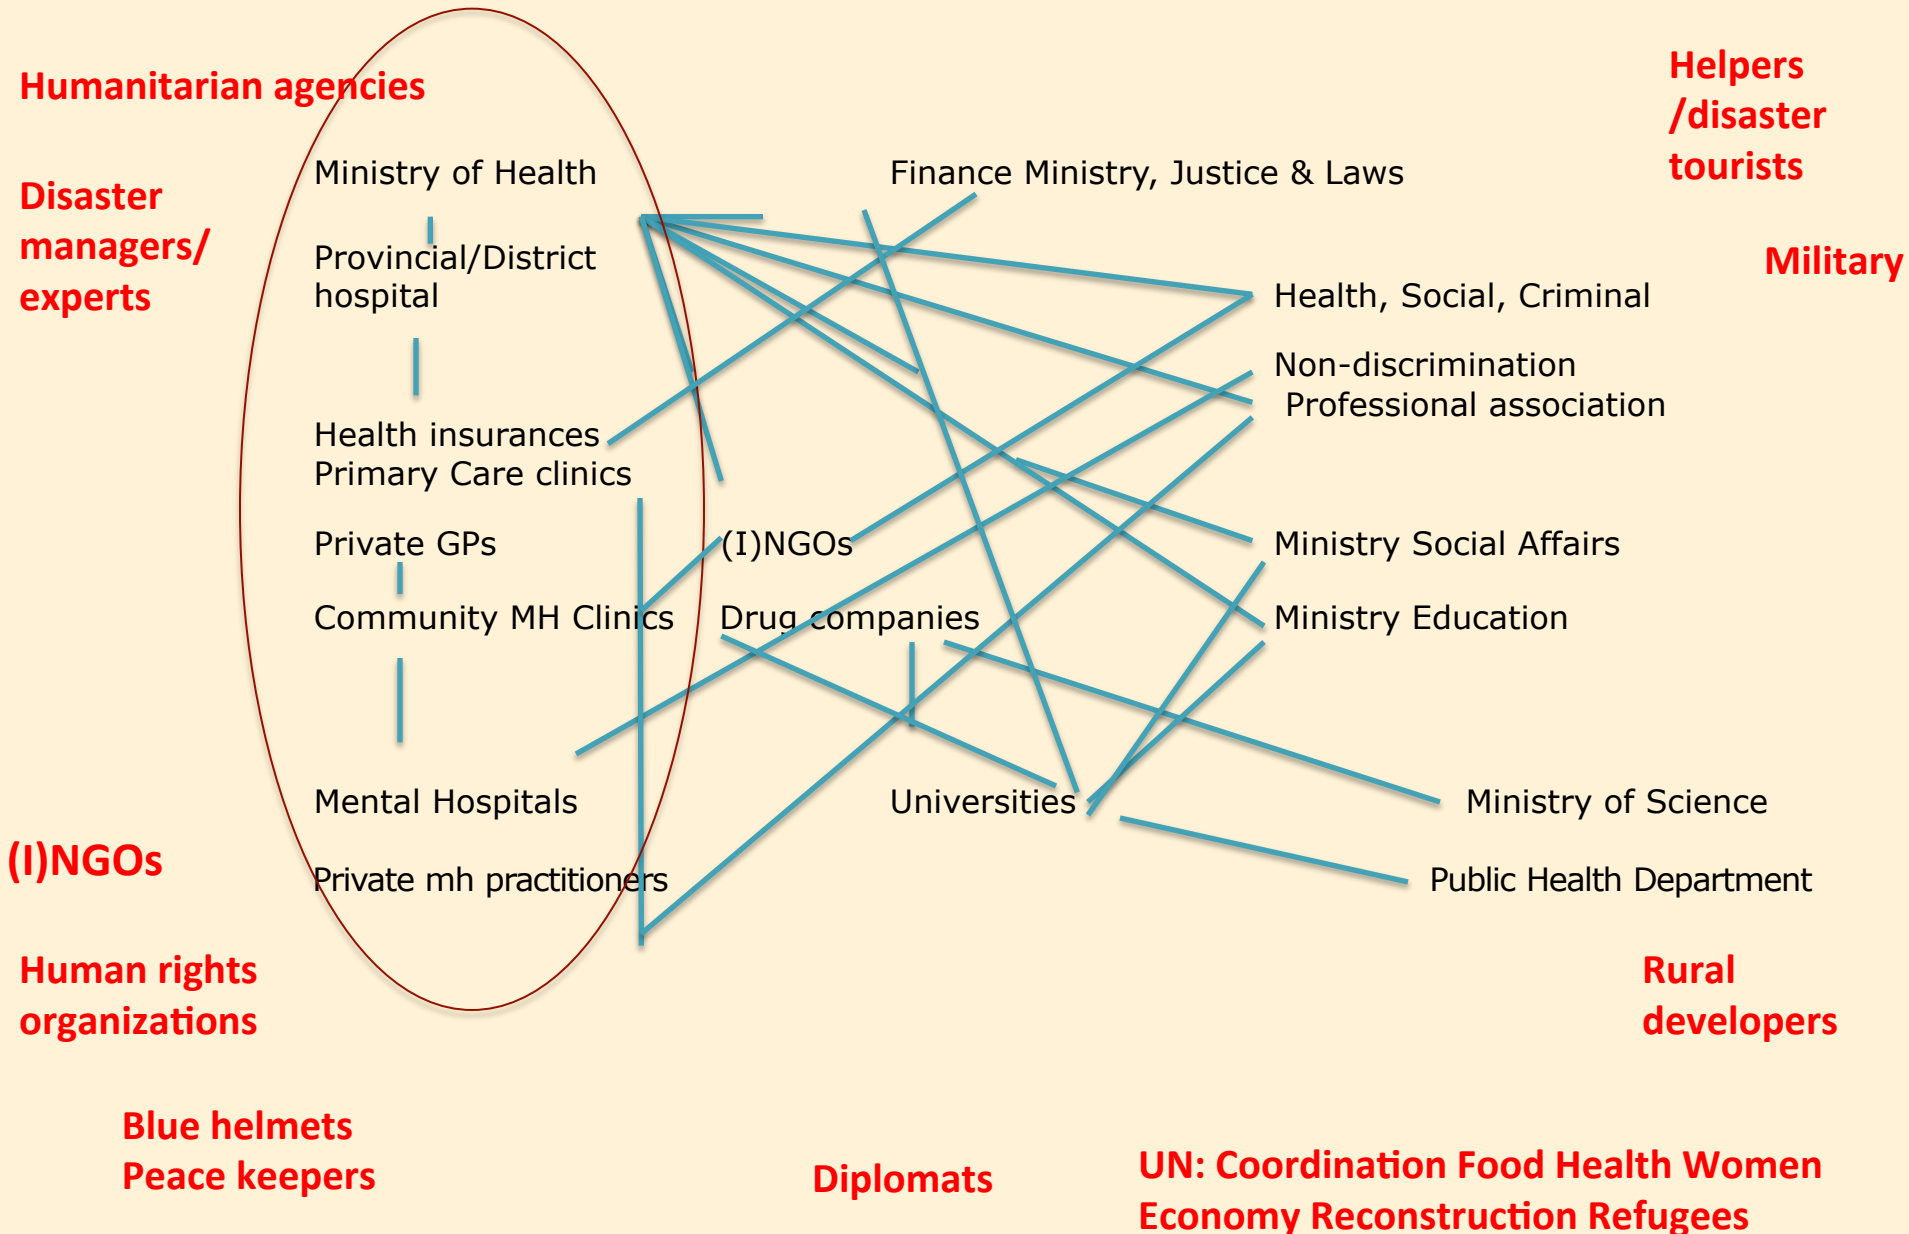 Humanitarian agencies
Helpers
/disaster
tourists
Ministry of Health
Finance Ministry, Justice & Laws
Disaster
managers/
experts
Provincial/District
hospital
Military
Health, Social, Criminal
Non-discrimination
Professional association
Health insurances
Primary Care clinics
Private GPs
(I)NGOs
Ministry Social Affairs
Community MH Clinics
Drug companies
Ministry Education
Mental Hospitals
Universities
Ministry of Science
(I)NGOs
Private mh practitioners
Public Health Department
Human rights
organizations
Rural
developers
Blue helmets
Peace keepers
Diplomats
UN: Coordination Food Health Women
Economy Reconstruction Refugees